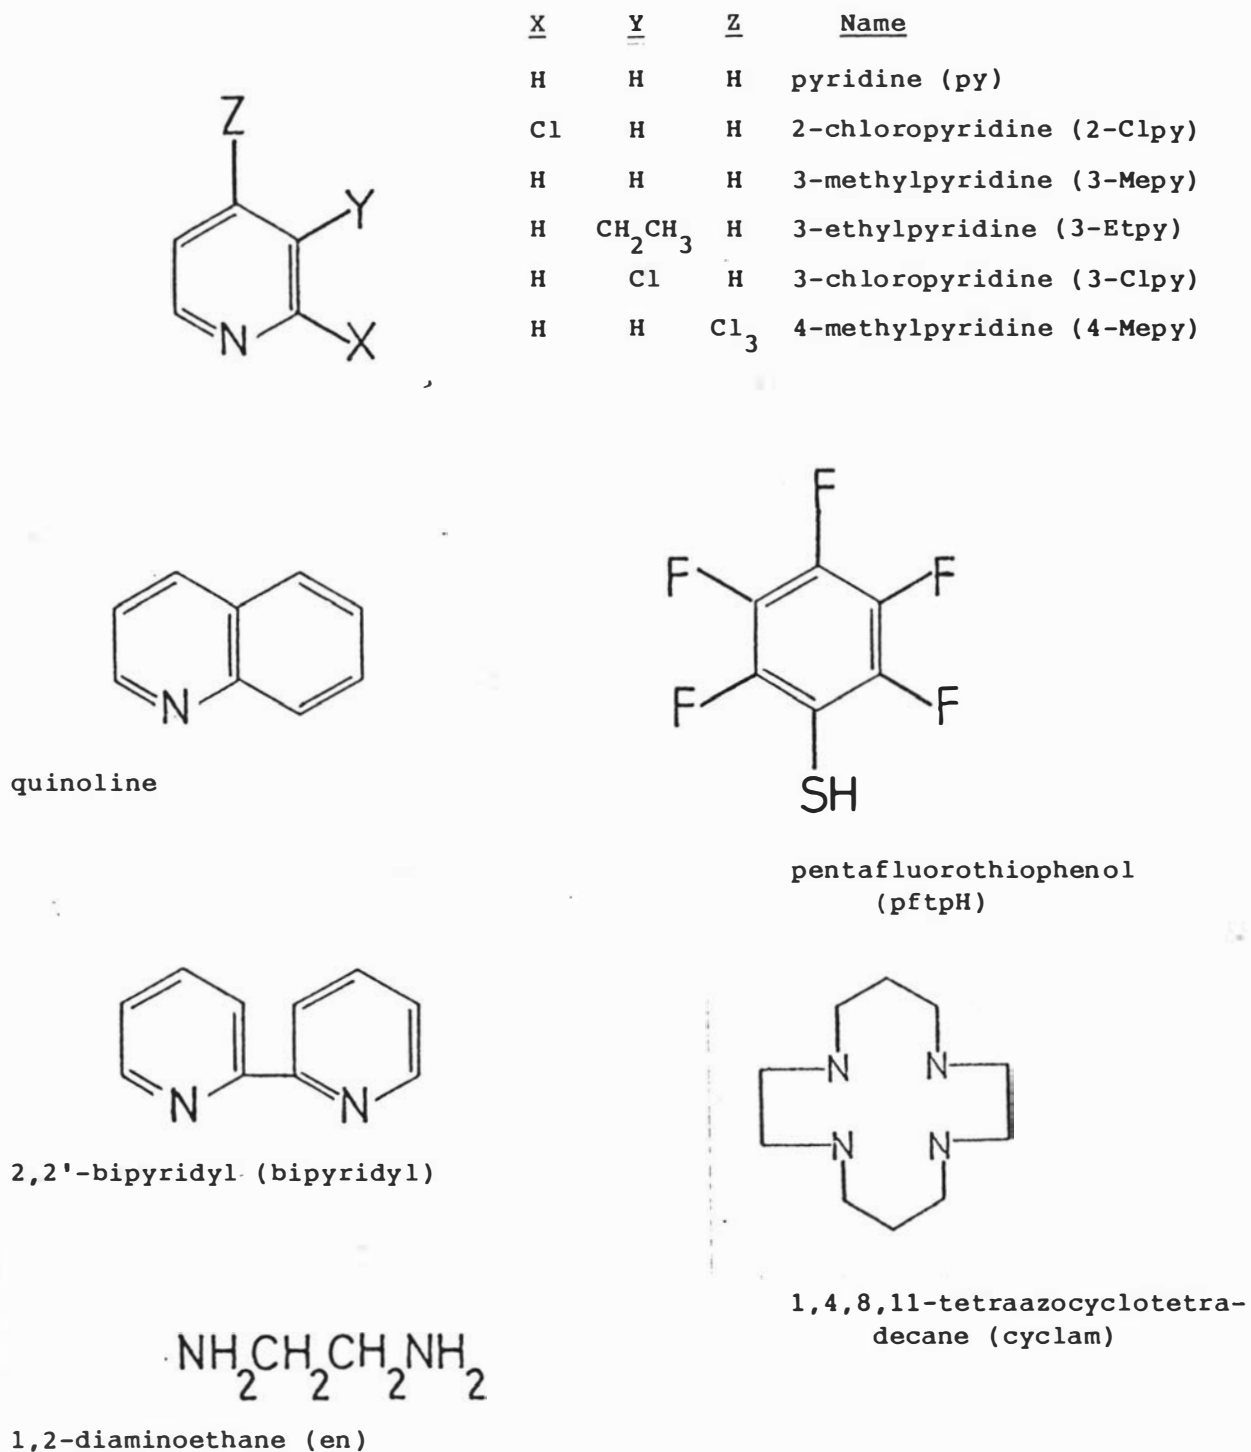 X Y Z Name
H H H pyridine (py)
Cl H H 2-chloropyridine (2-Clpy)
H H H 3-methylpyridine (3-Mepy)
H CH2CH3 H 3-ethylpyridine (3-Etpy)
H Cl H 3-chloropyridine (3-Clpy)
H H Cl3 4-methylpyridine (4-Mepy)
Z
Y
N X
N
quinoline
F
F F
F F
SH
pentafluorothiophenol
(pftpH)
N N
2,2'-bipyridyl (bipyridyl)
N N
N N
1,4,8,11-tetraazocyclotetra-
decane (cyclam)
NH2CH2CH2NH2
1,2-diaminoethane (en)